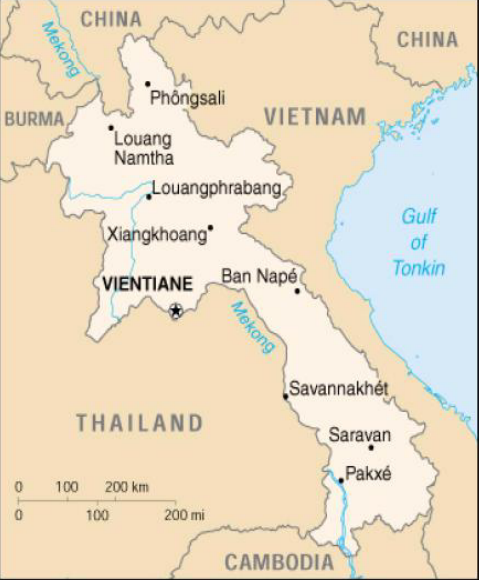 CHINA
Mekong
CHINA
Phôngsali
BURMA
VIETNAM
Louang
Namtha
Louangphrabang
Gulf
of
Tonkin
Xiangkhoang
Ban Napé
VIENTIANE
Mekong
Savannakhét
THAILAND
Saravan
Pakxé
0 100 200 km
0 100 200 mi
CAMBODIA